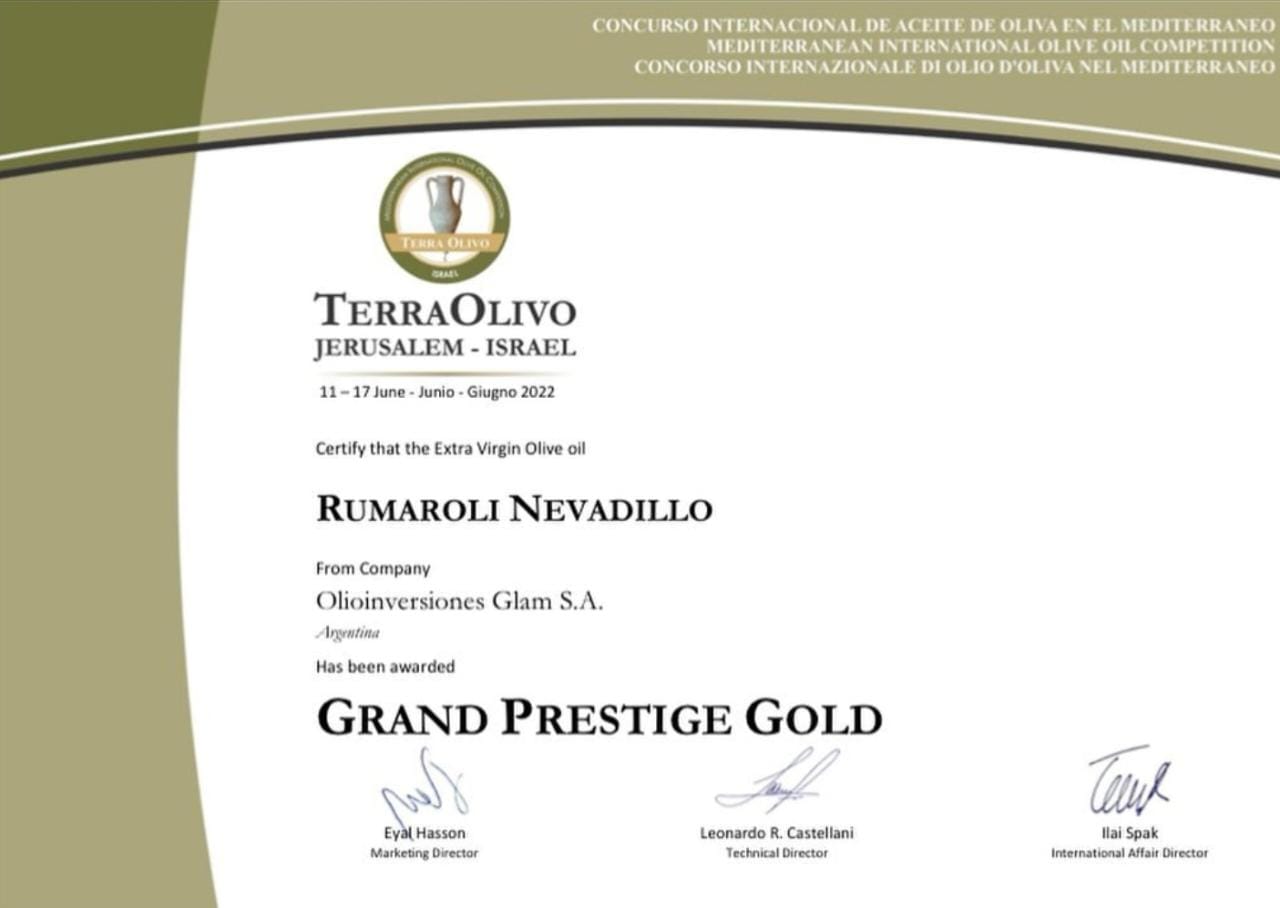 CONCURSO INTERNACIONAL DE ACEITE DE OLIVA EN EL MEDITERRANEO
MEDITERRANEAN INTERNATIONAL OLIVE OIL COMPETITION
CONCORSO INTERNAZIONALE DI OLIO D'OLIVA NEL MEDITERRANEO
MEDITERRANEAN INTERNATIONAL OLIVE OIL COMPETITION
TERRA OLIVO
ISRAEL
TERRAOLIVO
JERUSALEM - ISRAEL
11 – 17 June - Junio - Giugno 2022
Certify that the Extra Virgin Olive oil
RUMAROLI NEVADILLO
From Company
Olioinversiones Glam S.A.
Argentina
Has been awarded
GRAND PRESTIGE GOLD
Eyal Hasson
Marketing Director
Leonardo R. Castellani
Technical Director
Ilai Spak
International Affair Director